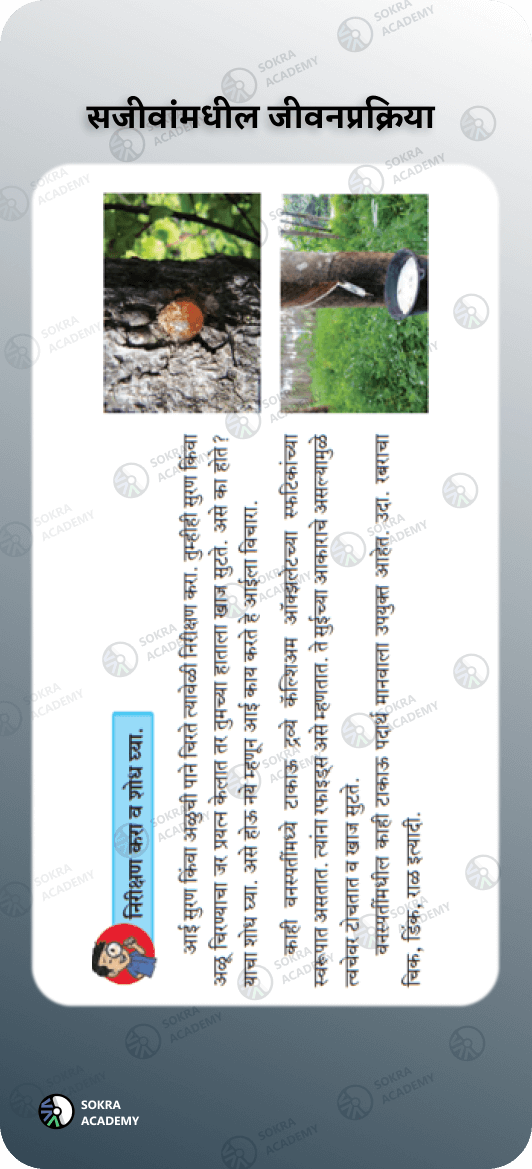 सजीवांमधील जीवनप्रक्रिया
निरीक्षण करा व शोध घ्या.
आई सुरण किंवा अळूची पाने चिरते त्यावेळी निरीक्षण करा. तुम्हीही सुरण किंवा
अळू चिरण्याचा जर प्रयत्न केलात तर तुमच्या हाताला खाज सुटते. असे का होते?
याचा शोध घ्या. असे होऊ नये म्हणून आई काय करते हे आईला विचारा.
काही वनस्पतींमध्ये टाकाऊ द्रव्ये कॅल्शिअम ऑक्झलेटच्या स्फटिकांच्या
स्वरूपात असतात. त्यांना रॅफाइड्स असे म्हणतात. ते सुईच्या आकाराचे असल्यामुळे
त्वचेवर टोचतात व खाज सुटते.
वनस्पतींमधील काही टाकाऊ पदार्थ मानवाला उपयुक्त आहेत. उदा. रबराचा
चिक, डिंक, राळ इत्यादी.
SOKRA
ACADEMY